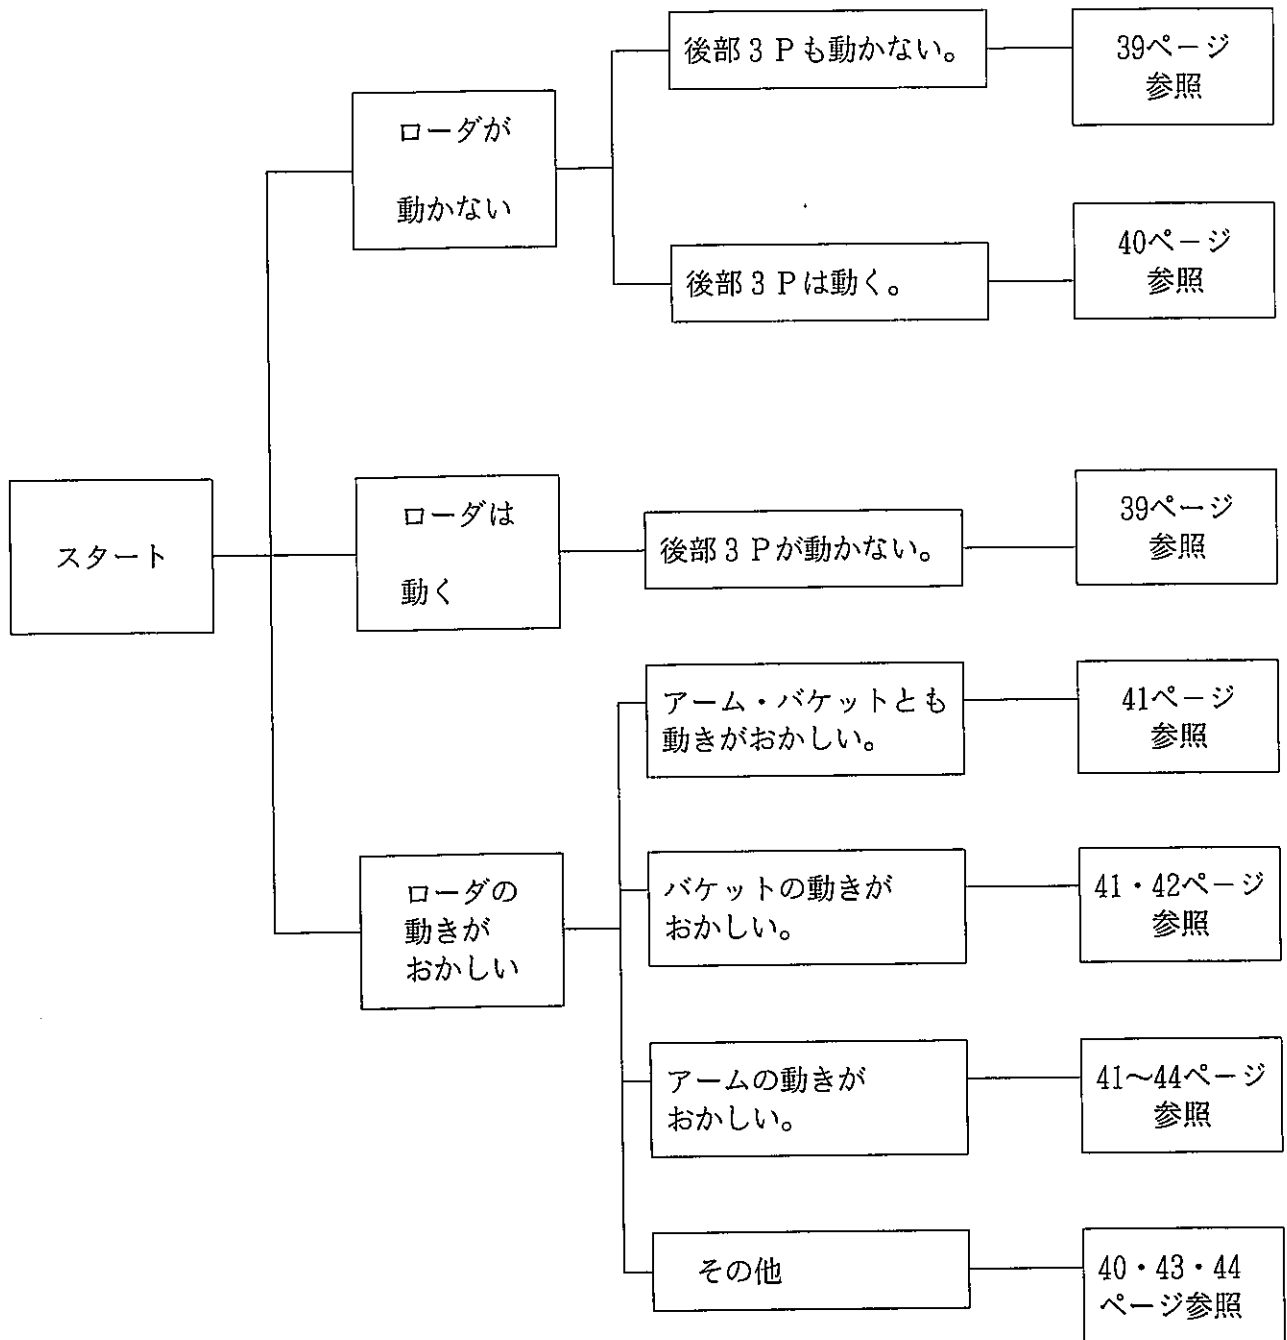 スタート
ローダが
動かない
後部3Pも動かない。
39ページ
参照
後部3Pは動く。
40ページ
参照
ローダは
動く
後部3Pが動かない。
39ページ
参照
ローダの
動きが
おかしい
アーム・バケットとも
動きがおかしい。
41ページ
参照
バケットの動きが
おかしい。
41・42ページ
参照
アームの動きが
おかしい。
41〜44ページ
参照
その他
40・43・44
ページ参照